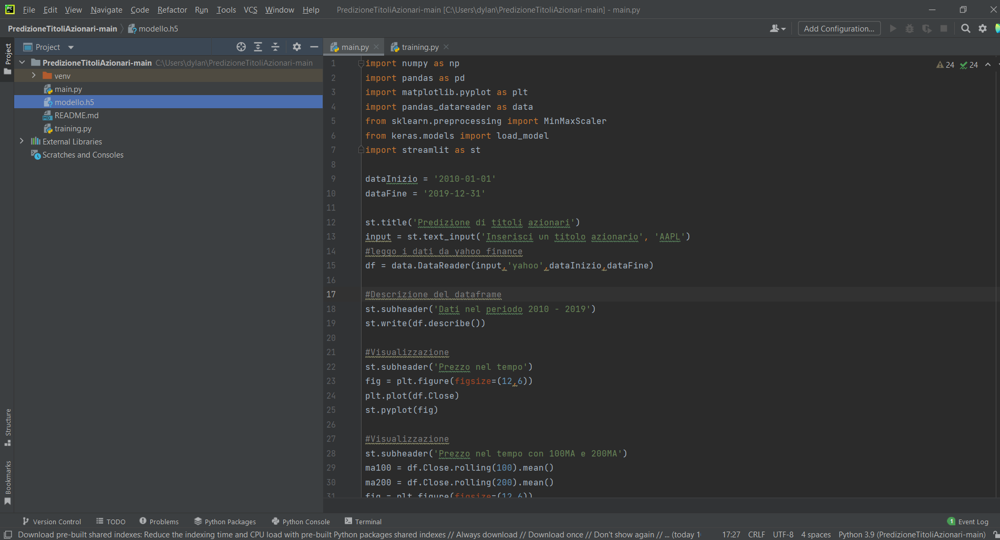 PC
File Edit View Navigate Code Refactor Run Tools VCS Window Help PredizioneTitoliAzionari-main [C:\Users\dylan\PredizioneTitoliAzionari-main] - main.py
PredizioneTitoliAzionari-main modello.h5 Add Configuration...
Project
Project
main.py training.py
PredizioneTitoliAzionari-main C:\Users\dylan\PredizioneTitoliAzionari-main
venv
main.py
modello.h5
MD README.md
training.py
External Libraries
Scratches and Consoles
24 24
1 import numpy as np
2 import pandas as pd
3 import matplotlib.pyplot as plt
4 import pandas_datareader as data
5 from sklearn.preprocessing import MinMaxScaler
6 from keras.models import load_model
7 import streamlit as st
8
9 dataInizio = '2010-01-01'
10 dataFine = '2019-12-31'
11
12 st.title('Predizione di titoli azionari')
13 input = st.text_input('Inserisci un titolo azionario', 'AAPL')
14 #leggo i dati da yahoo finance
15 df = data.DataReader(input,'yahoo',dataInizio,dataFine)
16
17 #Descrizione del dataframe
18 st.subheader('Dati nel periodo 2010 - 2019')
19 st.write(df.describe())
20
21 #Visualizzazione
22 st.subheader('Prezzo nel tempo')
23 fig = plt.figure(figsize=(12,6))
24 plt.plot(df.Close)
25 st.pyplot(fig)
26
27 #Visualizzazione
28 st.subheader('Prezzo nel tempo con 100MA e 200MA')
29 ma100 = df.Close.rolling(100).mean()
30 ma200 = df.Close.rolling(200).mean()
31 fig = plt.figure(figsize=(12,6))
Structure
Bookmarks
Version Control TODO Problems Python Packages Python Console Terminal 1 Event Log
Download pre-built shared indexes: Reduce the indexing time and CPU load with pre-built Python packages shared indexes // Always download // Download once // Don't show again // ... (today 17:27 CRLF UTF-8 4 spaces Python 3.9 (PredizioneTitoliAzionari-main)